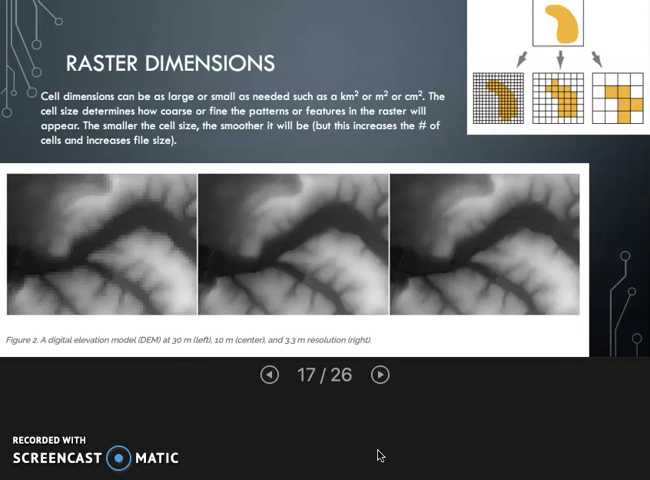 RASTER DIMENSIONS
Cell dimensions can be as large or small as needed such as a km² or m² or cm². The
cell size determines how coarse or fine the patterns or features in the raster will
appear. The smaller the cell size, the smoother it will be (but this increases the # of
cells and increases file size).
Figure 2. A digital elevation model (DEM) at 30 m (left), 10 m (center), and 3.3 m resolution (right).
17 / 26
RECORDED WITH
SCREENCAST MATIC